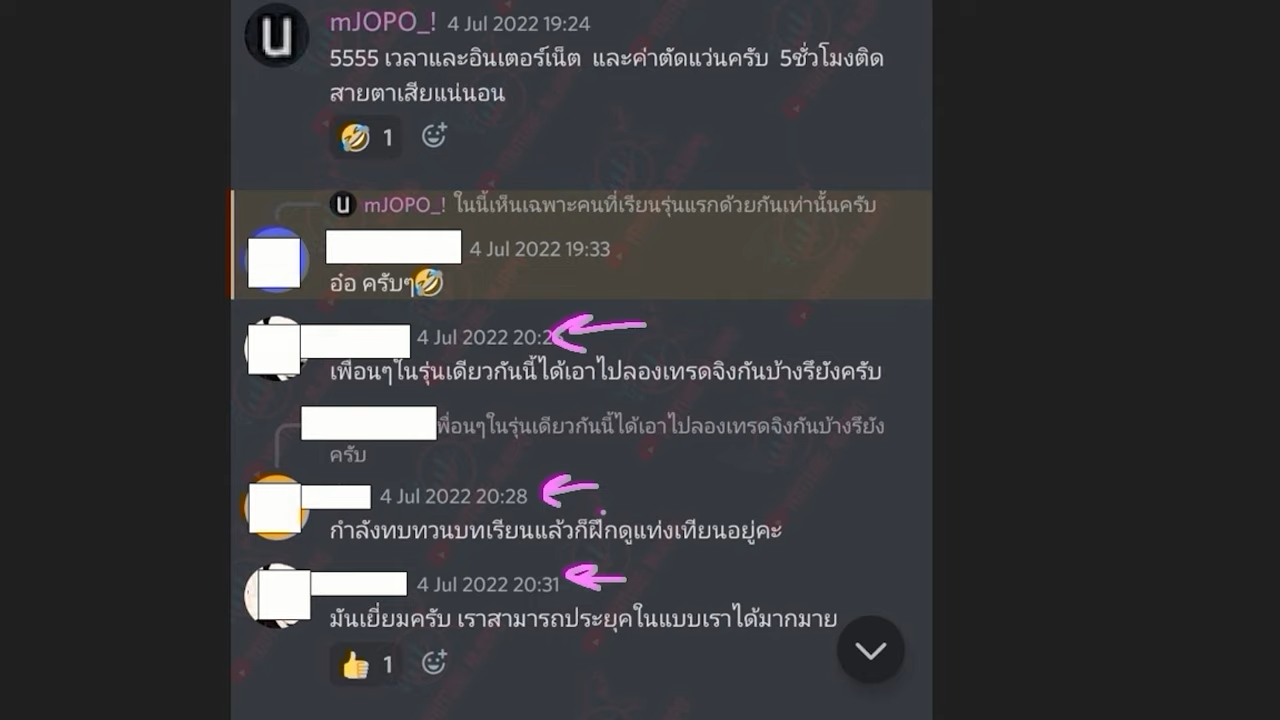 mJOPO_! 4 Jul 2022 19:24
5555 เวลาและอินเตอร์เน็ต และค่าตัดแว่นครับ 5ชั่วโมงติด
สายตาเสียแน่นอน
1
mJOPO_! ในนี้เห็นเฉพาะคนที่เรียนรุ่นแรกด้วยกันเท่านั้นครับ
4 Jul 2022 19:33
อ๋อ ครับๆ
4 Jul 2022
เพื่อนๆในรุ่นเดียวกันนี้ได้เอาไปลองเทรดจิงกันบ้างรึยังครับ
พื่อนๆในรุ่นเดียวกันนี้ได้เอาไปลองเทรดจิงกันบ้างรึยัง
ครับ
4 Jul 2022 20:28
กำลังทบทวนบทเรียนแล้วก็ฝึกดูแท่งเทียนอยู่คะ
4 Jul 2022 20:31
มันเยี่ยมครับ เราสามารถประยุคในแบบเราได้มากมาย
1